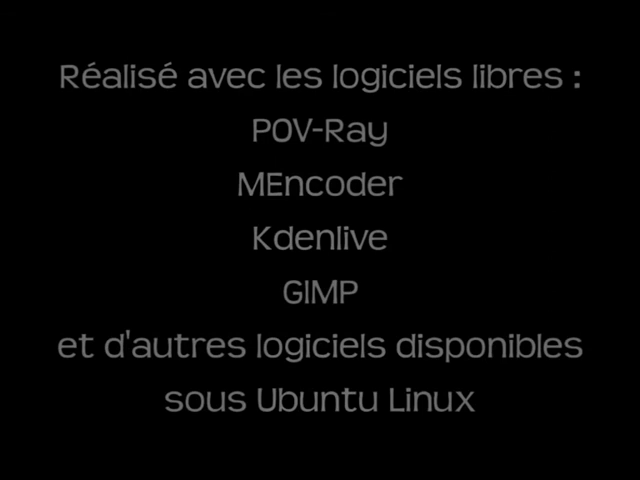 Réalisé avec les logiciels libres :
POV-Ray
MEncoder
Kdenlive
GIMP
et d'autres logiciels disponibles
sous Ubuntu Linux